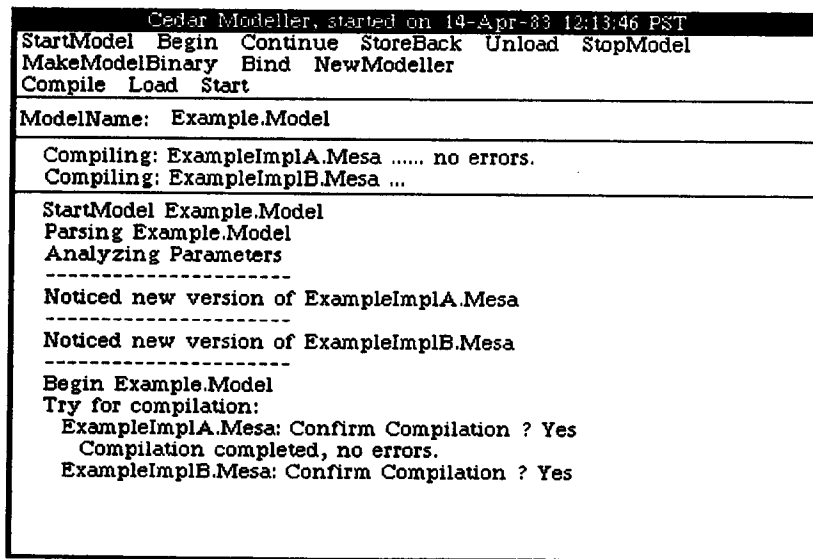 Cedar Modeller, started on 14-Apr-83 12:13:46 PST
StartModel Begin Continue StoreBack Unload StopModel
MakeModelBinary Bind NewModeller
Compile Load Start
ModelName: Example.Model
Compiling: ExampleImplA.Mesa ...... no errors.
Compiling: ExampleImplB.Mesa ...
StartModel Example.Model
Parsing Example.Model
Analyzing Parameters
-----------------------
Noticed new version of ExampleImplA.Mesa
-----------------------
Noticed new version of ExampleImplB.Mesa
-----------------------
Begin Example.Model
Try for compilation:
ExampleImplA.Mesa: Confirm Compilation ? Yes
Compilation completed, no errors.
ExampleImplB.Mesa: Confirm Compilation ? Yes